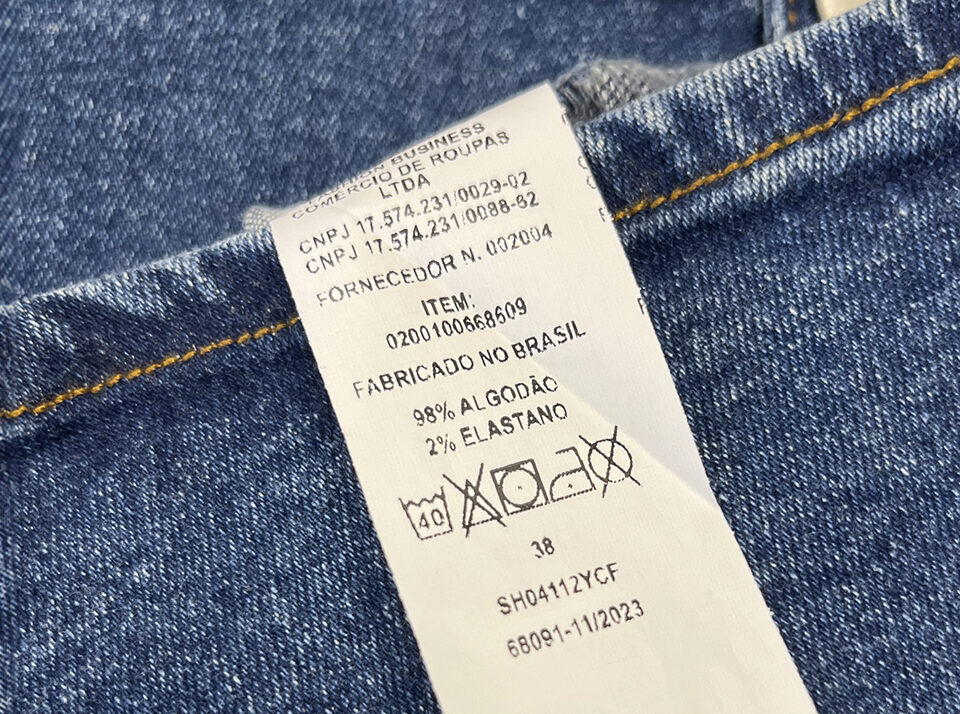 BUSINESS
COMERCIO DE ROUPAS
LTDA
CNPJ 17.574.231/0029-02
CNPJ 17.574.231/0088-62
FORNECEDOR N. 002004
ITEM:
0200100668609
FABRICADO NO BRASIL
98% ALGODÃO
2% ELASTANO
40
38
SH04112YCF
68091-11/2023